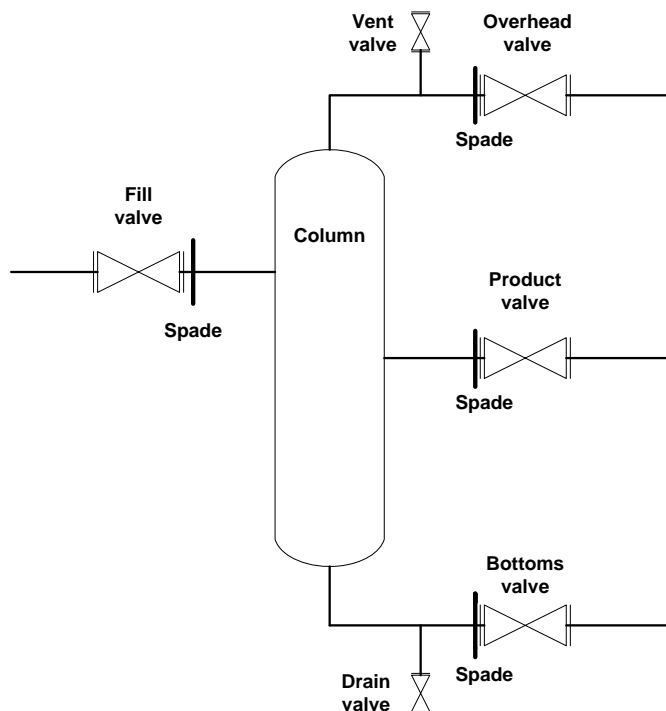 Vent
valve
Overhead
valve
Spade
Fill
valve
Column
Spade
Product
valve
Spade
Bottoms
valve
Spade
Drain
valve